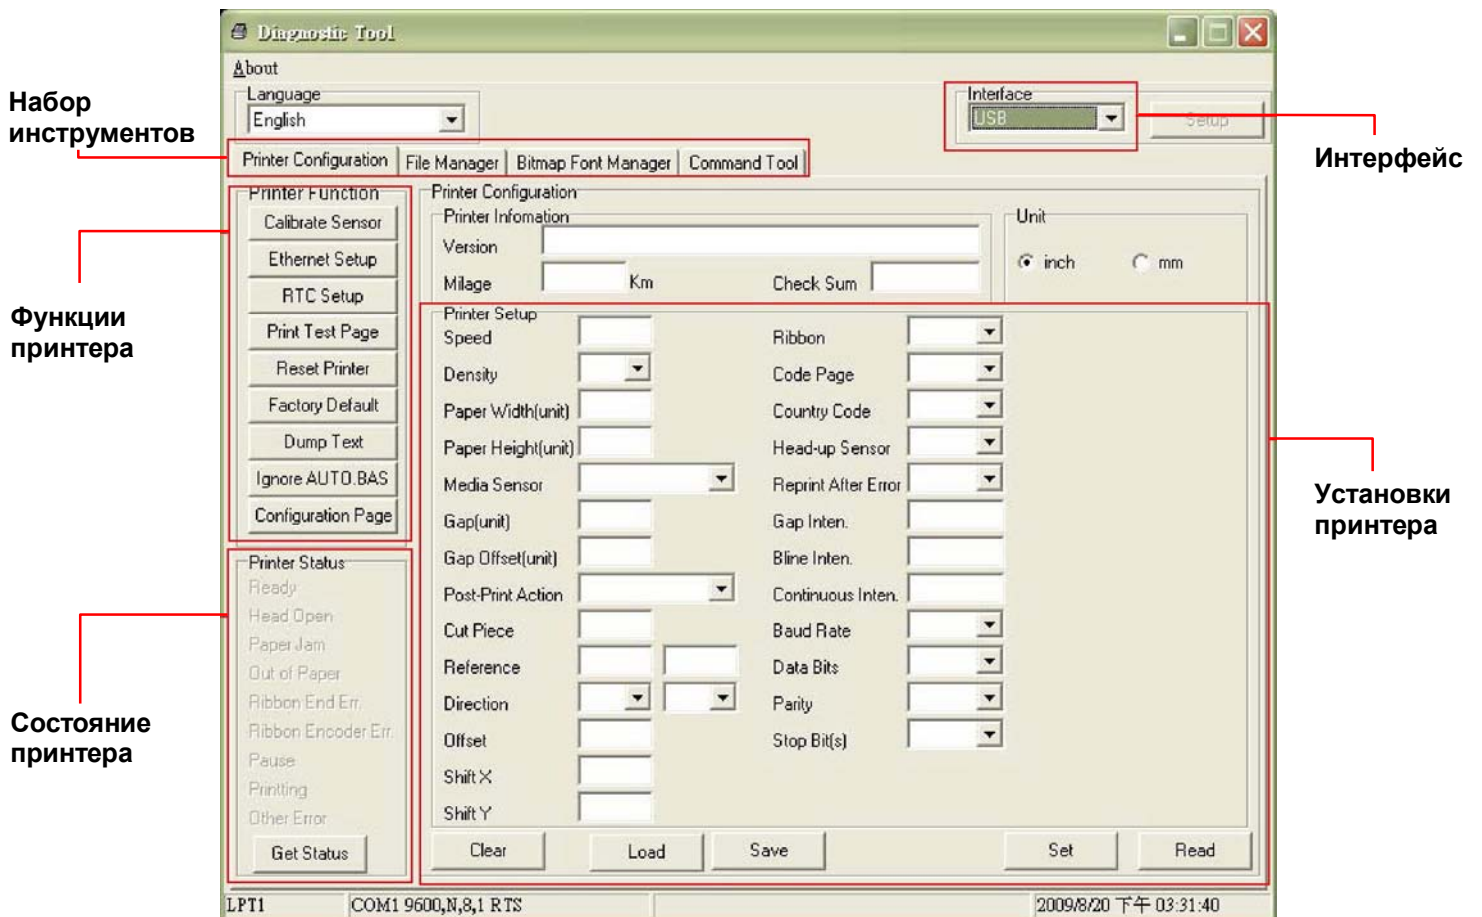 Diagnostic Tool
About
Language
English
Interface
USB
Setup
Набор
инструментов
Интерфейс
Printer Configuration
File Manager
Bitmap Font Manager
Command Tool
Printer Function
Calibrate Sensor
Ethernet Setup
RTC Setup
Print Test Page
Reset Printer
Factory Default
Dump Text
Ignore AUTO.BAS
Configuration Page
Функции
принтера
Printer Configuration
Printer Infomation
Version
Milage
Km
Check Sum
Unit
inch
mm
Printer Setup
Speed
Density
Paper Width(unit)
Paper Height(unit)
Media Sensor
Gap(unit)
Gap Offset(unit)
Post-Print Action
Cut Piece
Reference
Direction
Offset
Shift X
Shift Y
Ribbon
Code Page
Country Code
Head-up Sensor
Reprint After Error
Gap Inten.
Bline Inten.
Continuous Inten.
Baud Rate
Data Bits
Parity
Stop Bit(s)
Установки
принтера
Printer Status
Ready
Head Open
Paper Jam
Out of Paper
Ribbon End Err.
Ribbon Encoder Err.
Pause
Printting
Other Error
Get Status
Состояние
принтера
Clear
Load
Save
Set
Read
LPT1
COM1 9600,N,8,1 RTS
2009/8/20 下午 03:31:40